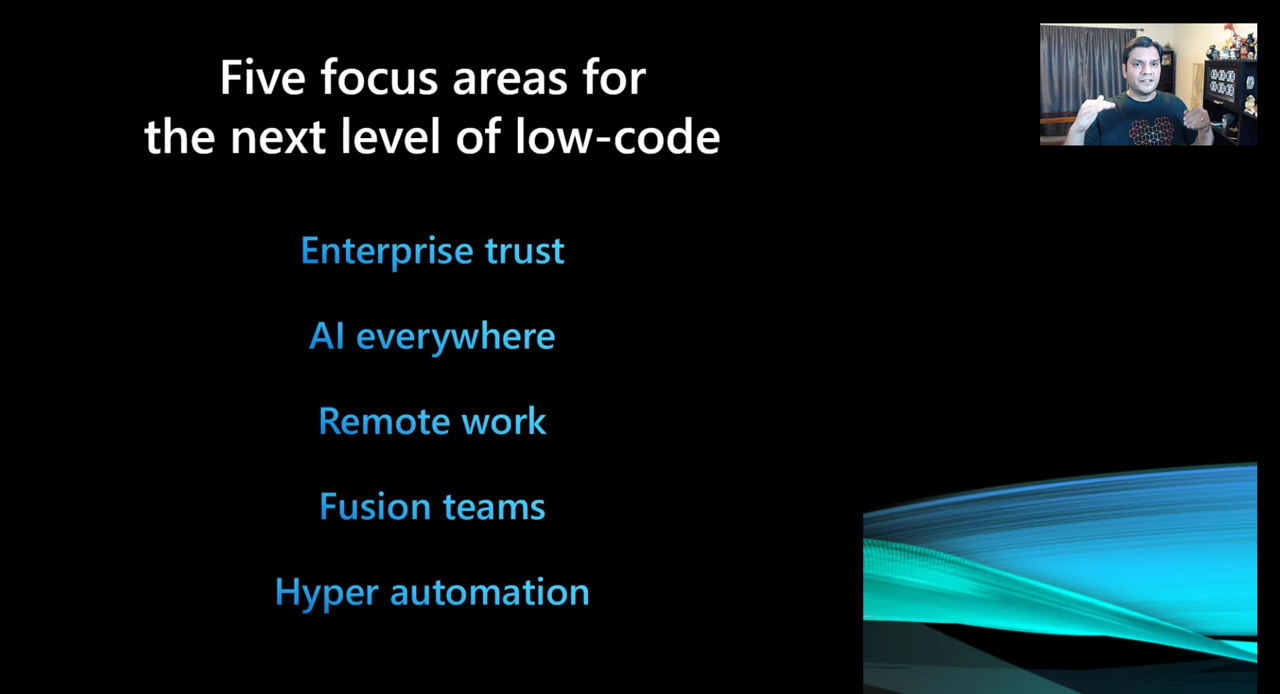 Five focus areas for
the next level of low-code
Enterprise trust
AI everywhere
Remote work
Fusion teams
Hyper automation